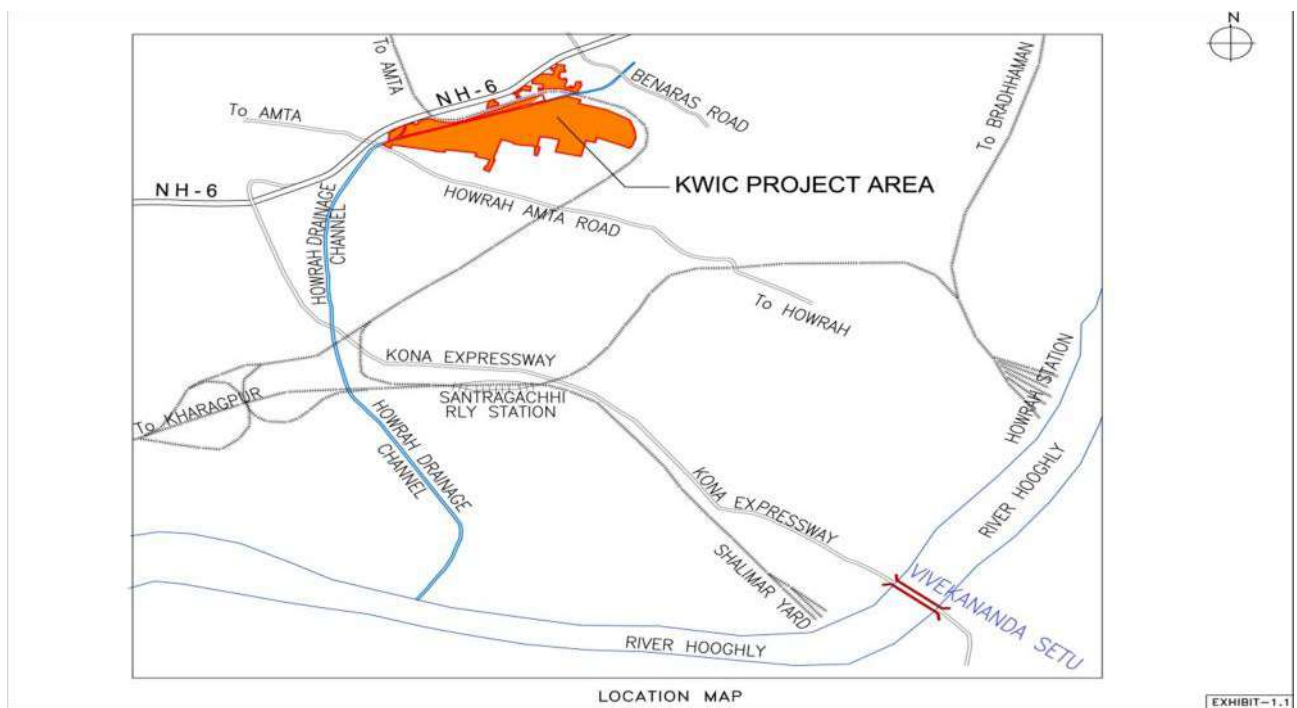 N
To AMTA
NH-6
BENARAS ROAD
To AMTA
To BRADHHAMAN
KWIC PROJECT AREA
NH-6
HOWRAH AMTA ROAD
HOWRAH DRAINAGE
CHANNEL
To HOWRAH
KONA EXPRESSWAY
SANTRAGACHHI
RLY STATION
HOWRAH STATION
To KHARAGPUR
HOWRAH DRAINAGE
CHANNEL
KONA EXPRESSWAY
RIVER HOOGHLY
SHALIMAR YARD
VIVEKANANDA SETU
RIVER HOOGHLY
LOCATION MAP
EXHIBIT-1.1